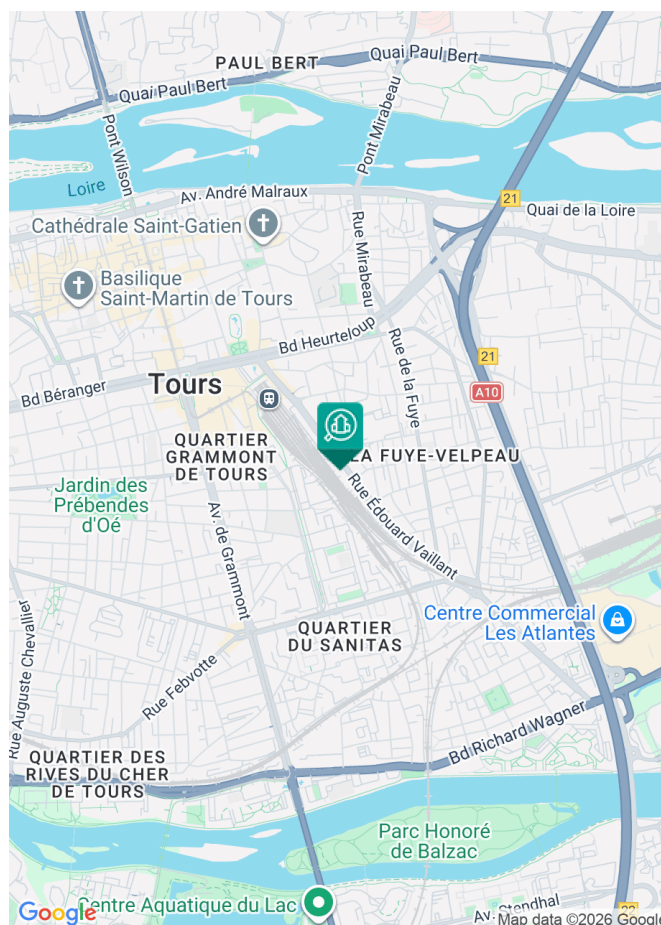 PAUL BERT
Quai Paul Bert
Quai Paul Bert
Pont Wilson
Pont Mirabeau
Loire
Av. André Malraux
21
Quai de la Loire
Cathédrale Saint-Gatien
Rue Mirabeau
Basilique
Saint-Martin de Tours
Bd Heurteloup
Rue de la Fuye
21
Bd Béranger
Tours
A10
QUARTIER
GRAMMONT
DE TOURS
LA FUYE-VELPEAU
Jardin des
Prébendes
d'Oé
Rue Édouard Vaillant
Av. de Grammont
Centre Commercial
Les Atlantes
QUARTIER
DU SANITAS
Rue Auguste Chevallier
Rue Febvotte
Bd Richard Wagner
QUARTIER DES
RIVES DU CHER
DE TOURS
Parc Honoré
de Balzac
Centre Aquatique du Lac
Av. Stendhal
Google
Map data ©2026 Google